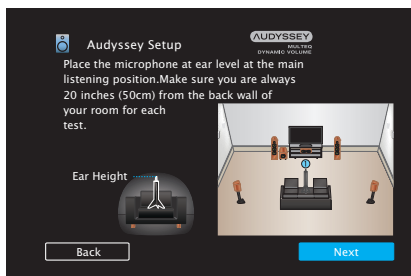 Audyssey Setup
AUDYSSEY
MULTEQ
DYNAMIC VOLUME
Place the microphone at ear level at the main
listening position.Make sure you are always
20 inches (50cm) from the back wall of
your room for each
test.
Ear Height
Back
Next